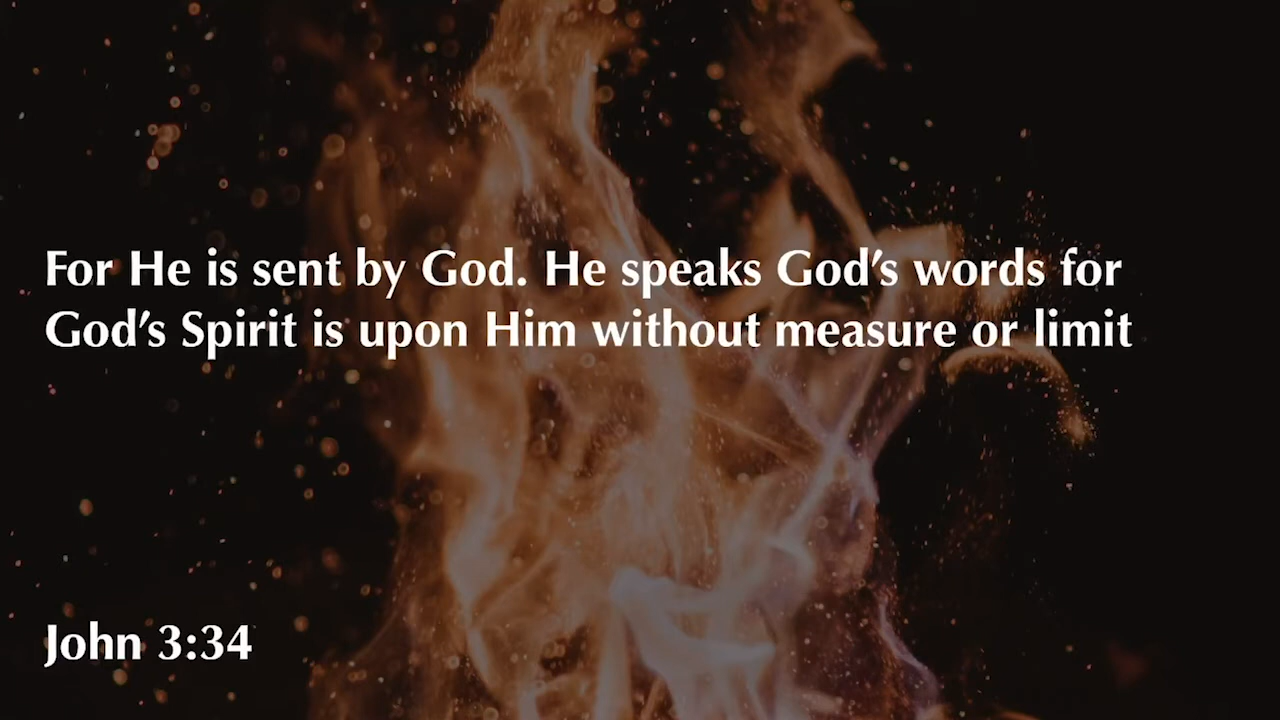 For He is sent by God. He speaks God’s words for
God’s Spirit is upon Him without measure or limit
John 3:34